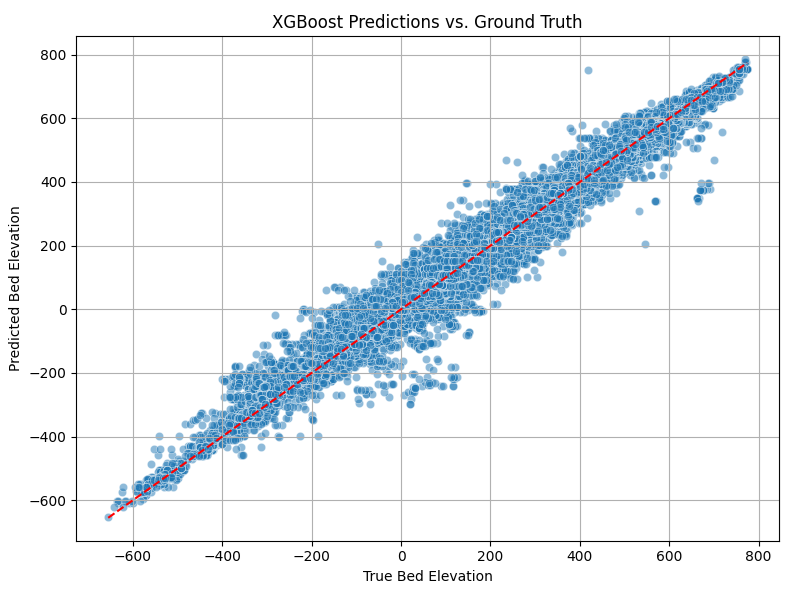 XGBoost Predictions vs. Ground Truth
800
600
400
200
0
−200
−400
−600
Predicted Bed Elevation
−600 −400 −200 0 200 400 600 800
True Bed Elevation